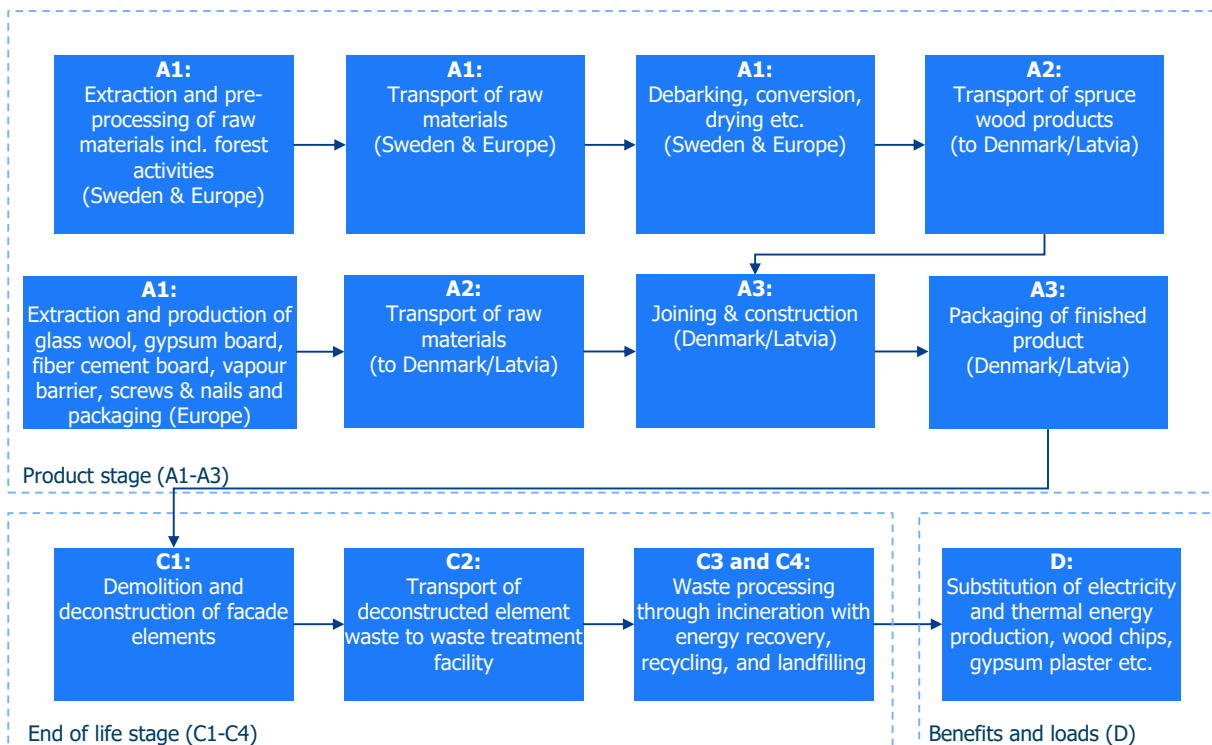 A1:
Extraction and pre-
processing of raw
materials incl. forest
activities
(Sweden & Europe)
A1:
Transport of raw
materials
(Sweden & Europe)
A1:
Debarking, conversion,
drying etc.
(Sweden & Europe)
A2:
Transport of spruce
wood products
(to Denmark/Latvia)
A1:
Extraction and production of
glass wool, gypsum board,
fiber cement board, vapour
barrier, screws & nails and
packaging (Europe)
A2:
Transport of raw
materials
(to Denmark/Latvia)
A3:
Joining & construction
(Denmark/Latvia)
A3:
Packaging of finished
product
(Denmark/Latvia)
Product stage (A1-A3)
C1:
Demolition and
deconstruction of facade
elements
C2:
Transport of
deconstructed element
waste to waste treatment
facility
C3 and C4:
Waste processing
through incineration with
energy recovery,
recycling, and landfilling
D:
Substitution of electricity
and thermal energy
production, wood chips,
gypsum plaster etc.
End of life stage (C1-C4)
Benefits and loads (D)